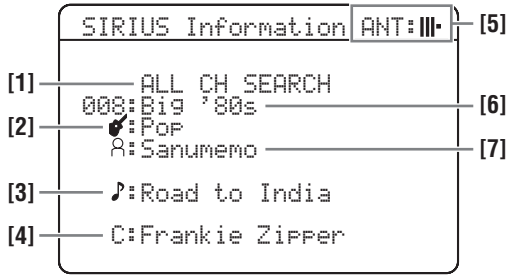 SIRIUS Information ANT: [5]
[1] ALL CH SEARCH
008:Big '80s [6]
[2] :Pop
:Sanumemo [7]
[3] ♪:Road to India
[4] C:Frankie Zipper